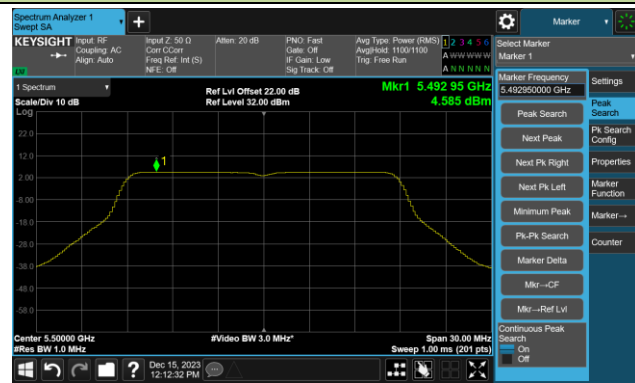 Spectrum Analyzer 1
Swept SA
Marker
KEYSIGHT
Input: RF
Coupling: AC
Align: Auto
Input Z: 50 Ω
Corr CCorr
Freq Ref: Int (S)
NFE: Off
Atten: 20 dB
PNO: Fast
Gate: Off
IF Gain: Low
Sig Track: Off
Avg Type: Power (RMS)
Avg|Hold: 1100/1100
Trig: Free Run
1 2 3 4 5 6
A W W W W W
A N N N N N
Select Marker
Marker 1
1 Spectrum
Scale/Div 10 dB
Ref Lvl Offset 22.00 dB
Ref Level 32.00 dBm
Mkr1 5.492 95 GHz
4.585 dBm
Log
22.0
12.0
2.00
-8.00
-18.0
-28.0
-38.0
-48.0
-58.0
1
Center 5.50000 GHz
#Res BW 1.0 MHz
#Video BW 3.0 MHz*
Span 30.00 MHz
Sweep 1.00 ms (201 pts)
Marker Frequency
5.492950000 GHz
Peak Search
Next Peak
Next Pk Right
Next Pk Left
Minimum Peak
Pk-Pk Search
Marker Delta
Mkr→CF
Mkr→Ref Lvl
Continuous Peak
Search
On
Off
Settings
Peak
Search
Pk Search
Config
Properties
Marker
Function
Marker→
Counter
Dec 15, 2023
12:12:32 PM